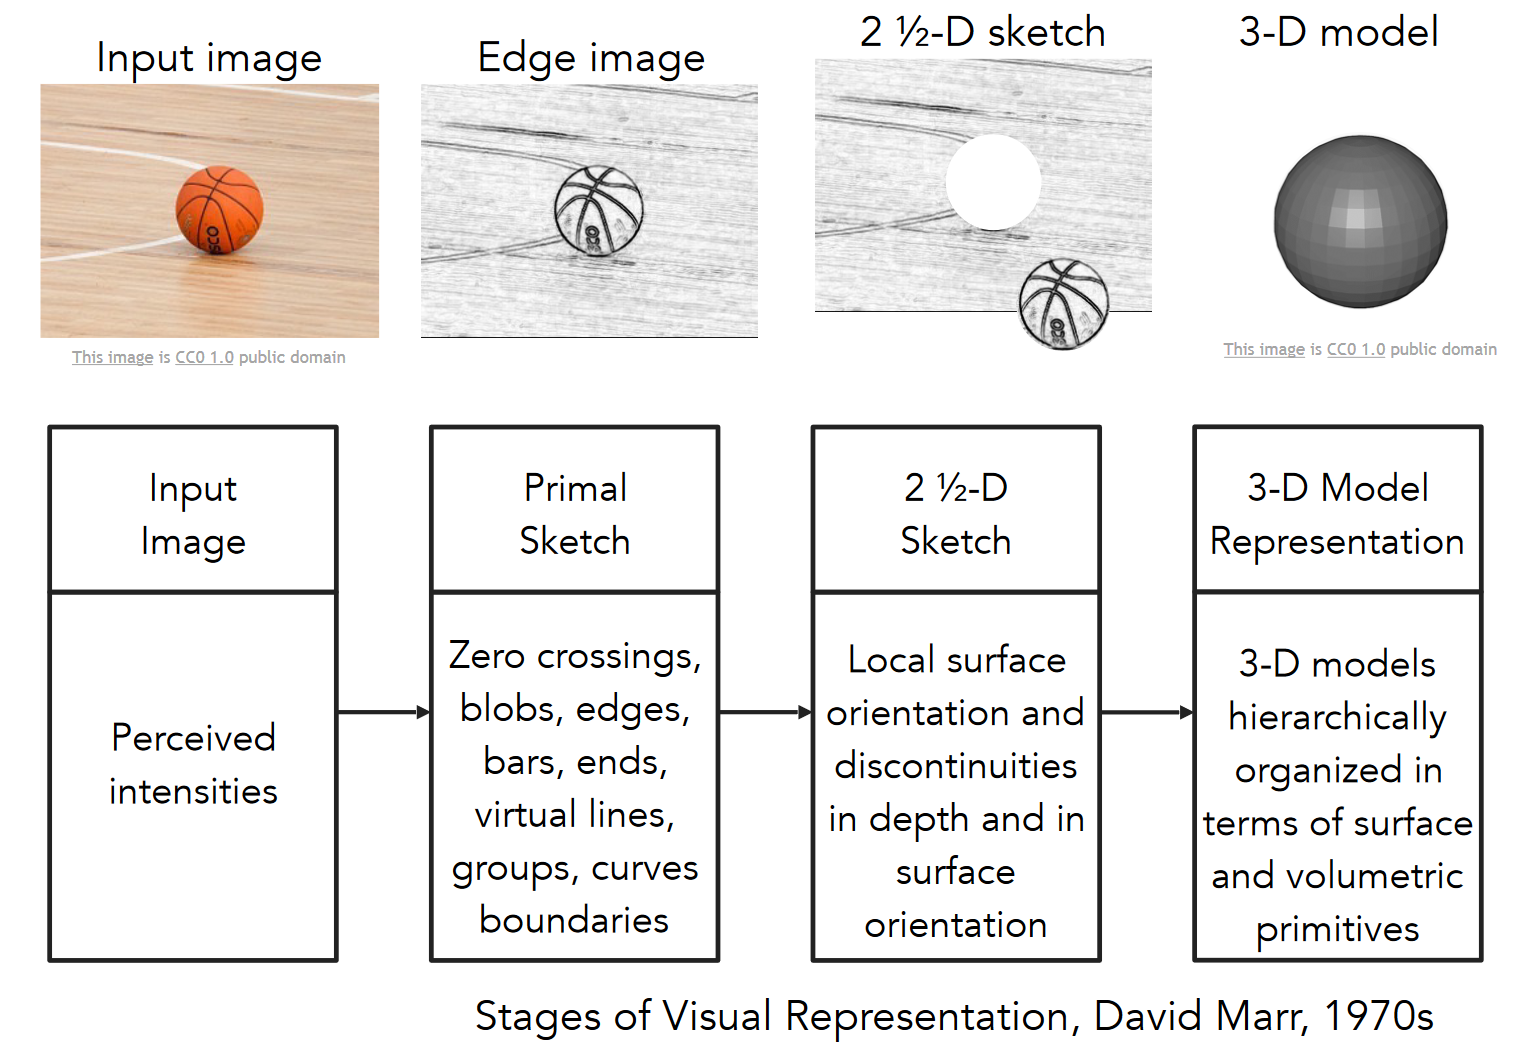 Input image
Edge image
2 ½-D sketch
3-D model
This image is CC0 1.0 public domain
This image is CC0 1.0 public domain
Input
Image
Perceived
intensities
Primal
Sketch
Zero crossings,
blobs, edges,
bars, ends,
virtual lines,
groups, curves
boundaries
2 ½-D
Sketch
Local surface
orientation and
discontinuities
in depth and in
surface
orientation
3-D Model
Representation
3-D models
hierarchically
organized in
terms of surface
and volumetric
primitives
Stages of Visual Representation, David Marr, 1970s